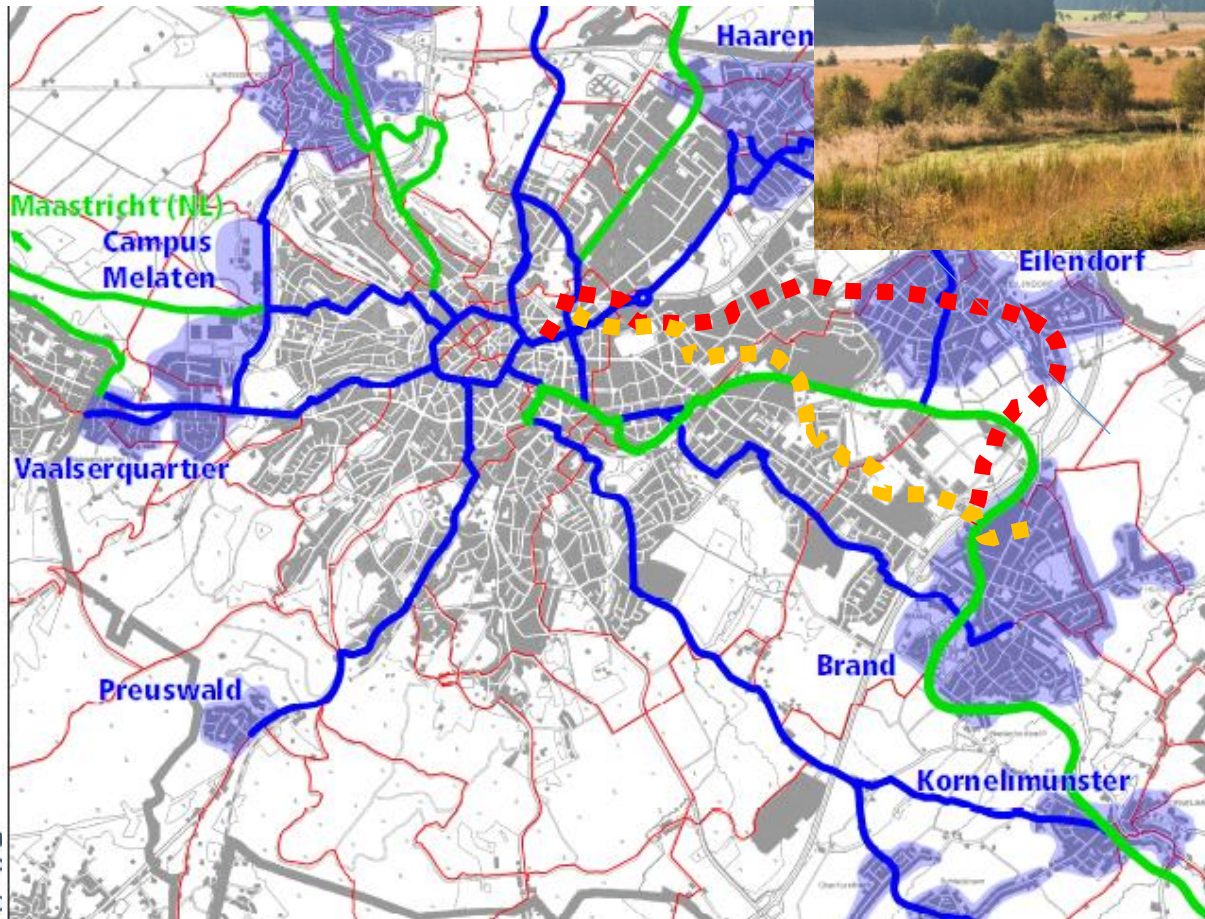 Haaren
Maastricht (NL)
Campus
Melaten
Eilendorf
Vaalserquartier
Brand
Preuswald
Kornelimünster